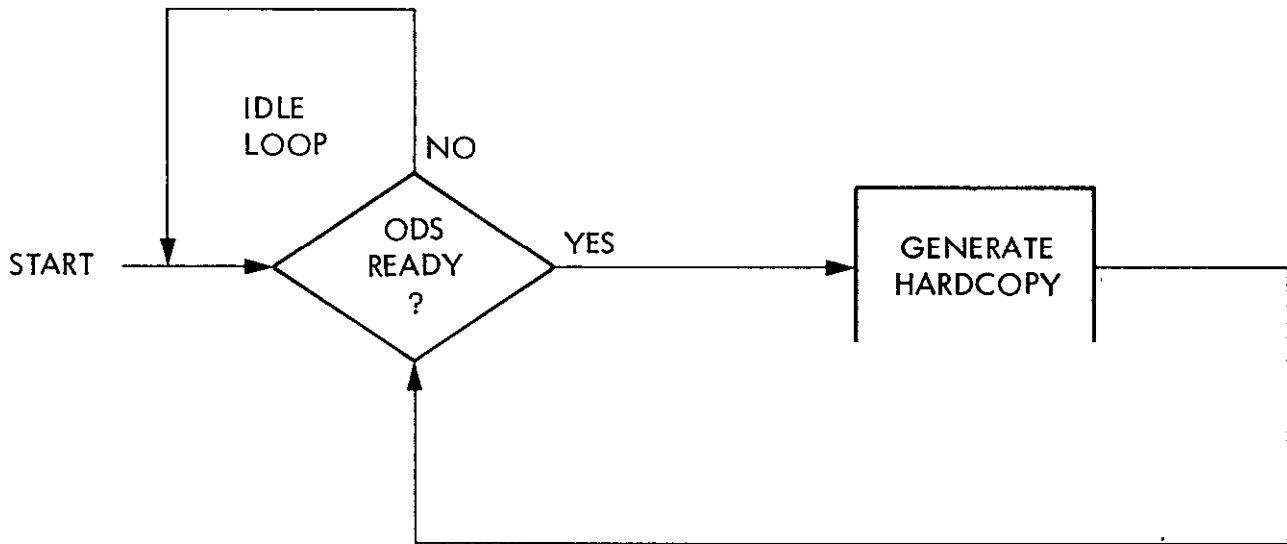 IDLE
LOOP
NO
START
ODS
READY
?
YES
GENERATE
HARDCOPY